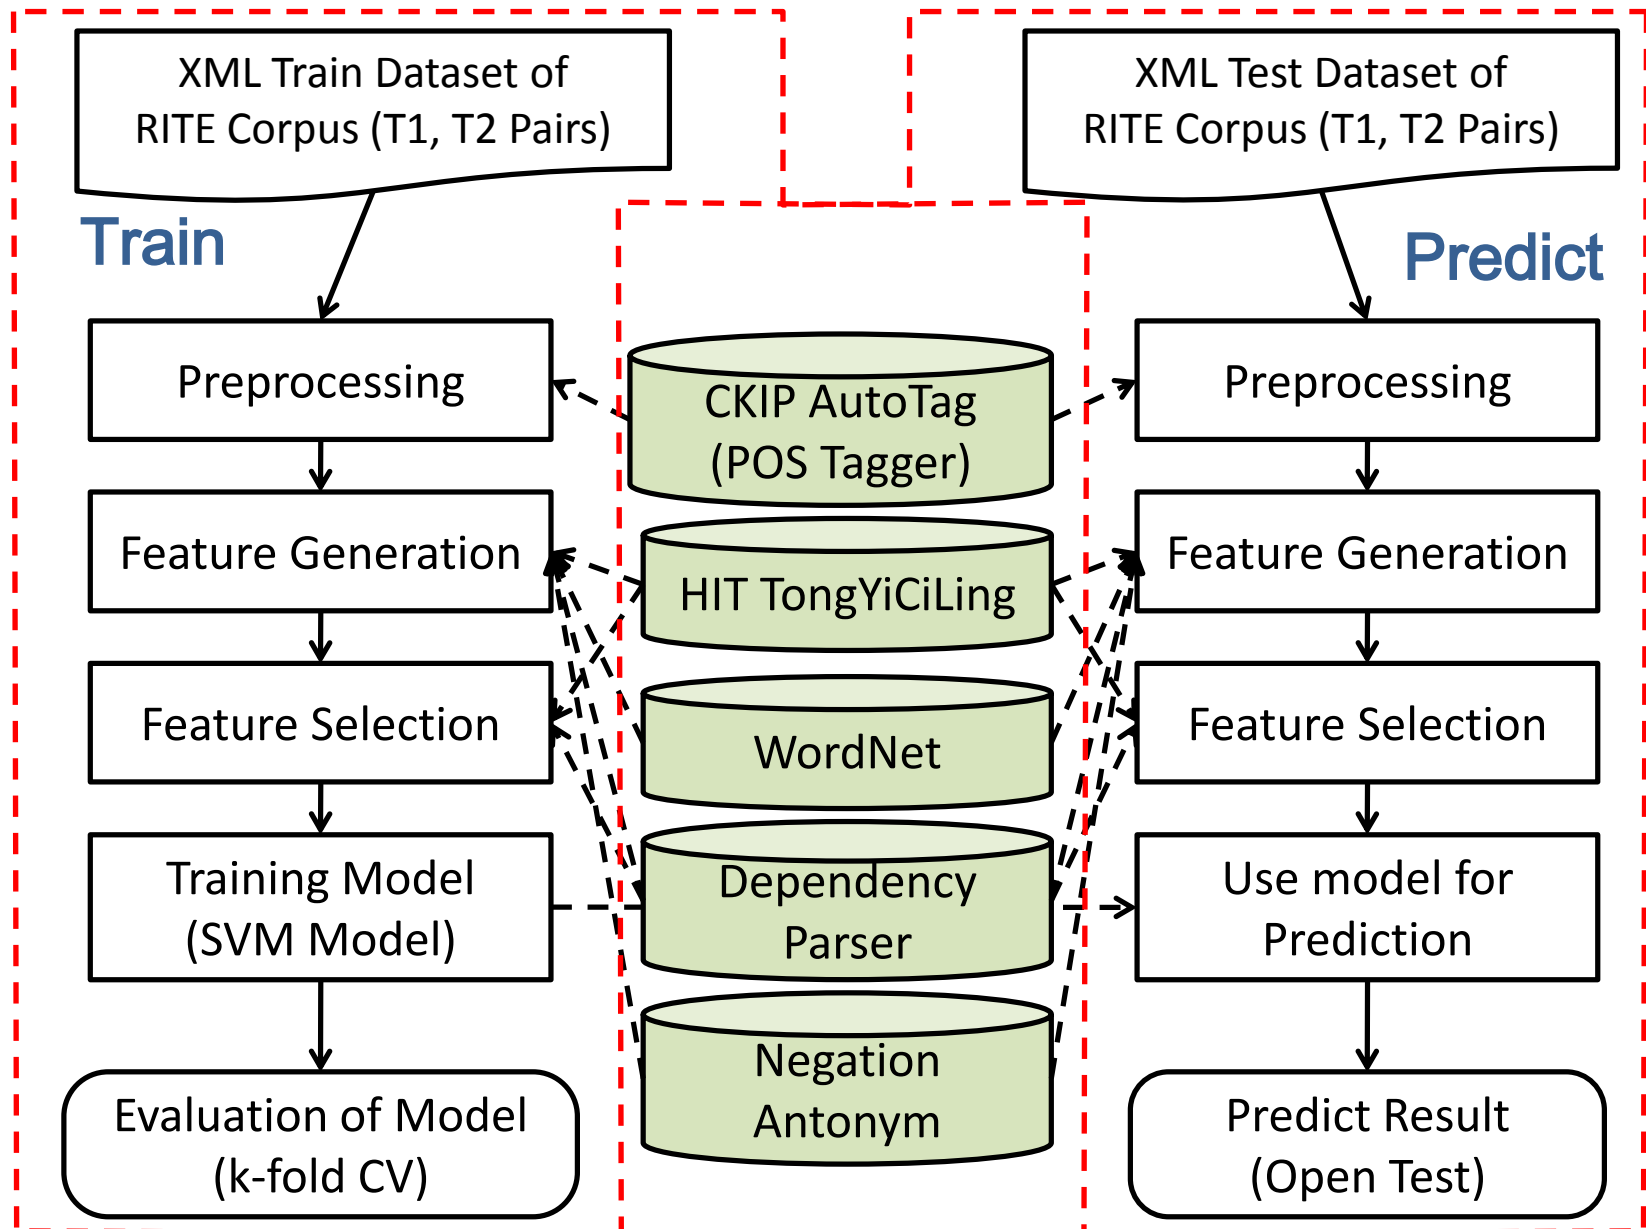 XML Train Dataset of
RITE Corpus (T1, T2 Pairs)
Train
Preprocessing
Feature Generation
Feature Selection
Training Model
(SVM Model)
Evaluation of Model
(k-fold CV)
CKIP AutoTag
(POS Tagger)
HIT TongYiCiLing
WordNet
Dependency
Parser
Negation
Antonym
XML Test Dataset of
RITE Corpus (T1, T2 Pairs)
Predict
Preprocessing
Feature Generation
Feature Selection
Use model for
Prediction
Predict Result
(Open Test)